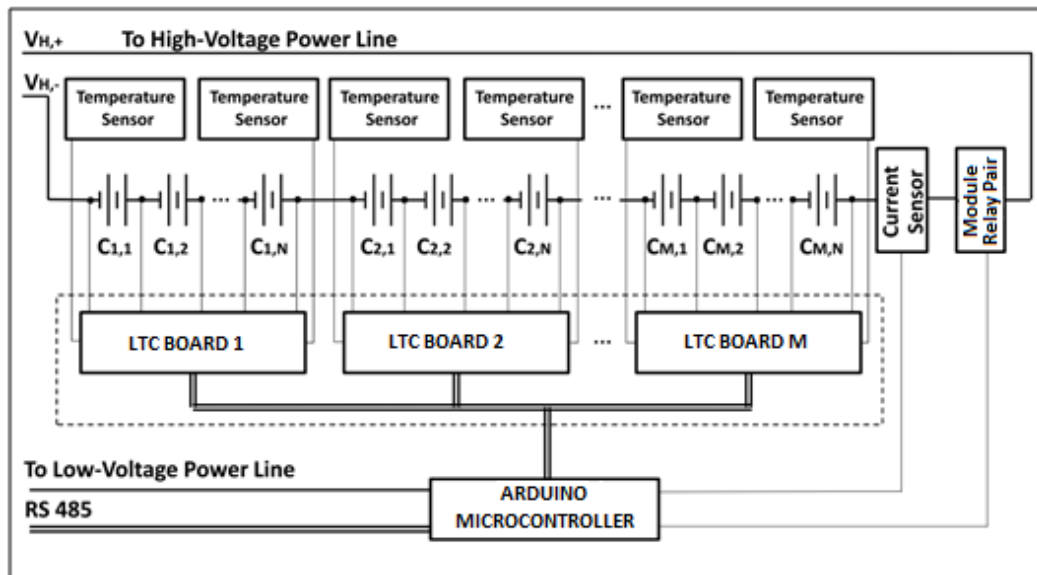 VH,+ To High-Voltage Power Line
VH,-
Temperature Sensor
Temperature Sensor
Temperature Sensor
Temperature Sensor
...
Temperature Sensor
Temperature Sensor
Current Sensor
Module Relay Pair
... ... ... ...
C1,1 C1,2 C1,N C2,1 C2,2 C2,N CM,1 CM,2 CM,N
LTC BOARD 1
LTC BOARD 2
...
LTC BOARD M
To Low-Voltage Power Line
RS 485
ARDUINO
MICROCONTROLLER